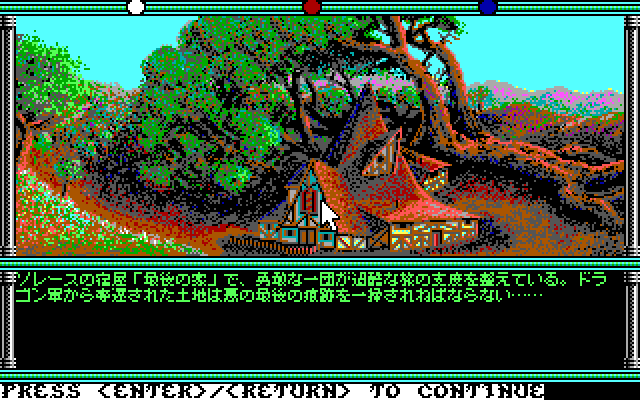 ソレースの宿屋「最後の家」で、勇敢な一団が過酷な旅の支度を整えている。ドラ
ゴン軍から奪還された土地は悪の最後の痕跡を一掃されねばならない……
PRESS <ENTER>/<RETURN> TO CONTINUE